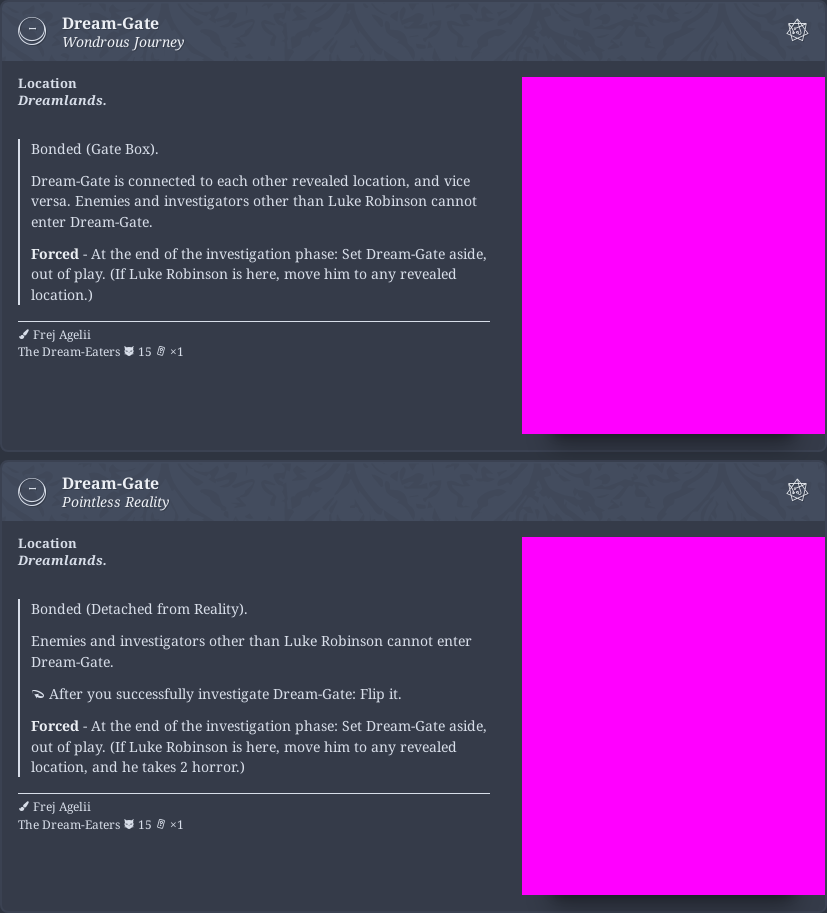 Dream-Gate
Wondrous Journey
Location
Dreamlands.
Bonded (Gate Box).
Dream-Gate is connected to each other revealed location, and vice
versa. Enemies and investigators other than Luke Robinson cannot
enter Dream-Gate.
Forced - At the end of the investigation phase: Set Dream-Gate aside,
out of play. (If Luke Robinson is here, move him to any revealed
location.)
Frej Agelii
The Dream-Eaters 15 ×1
Dream-Gate
Pointless Reality
Location
Dreamlands.
Bonded (Detached from Reality).
Enemies and investigators other than Luke Robinson cannot enter
Dream-Gate.
After you successfully investigate Dream-Gate: Flip it.
Forced - At the end of the investigation phase: Set Dream-Gate aside,
out of play. (If Luke Robinson is here, move him to any revealed
location, and he takes 2 horror.)
Frej Agelii
The Dream-Eaters 15 ×1